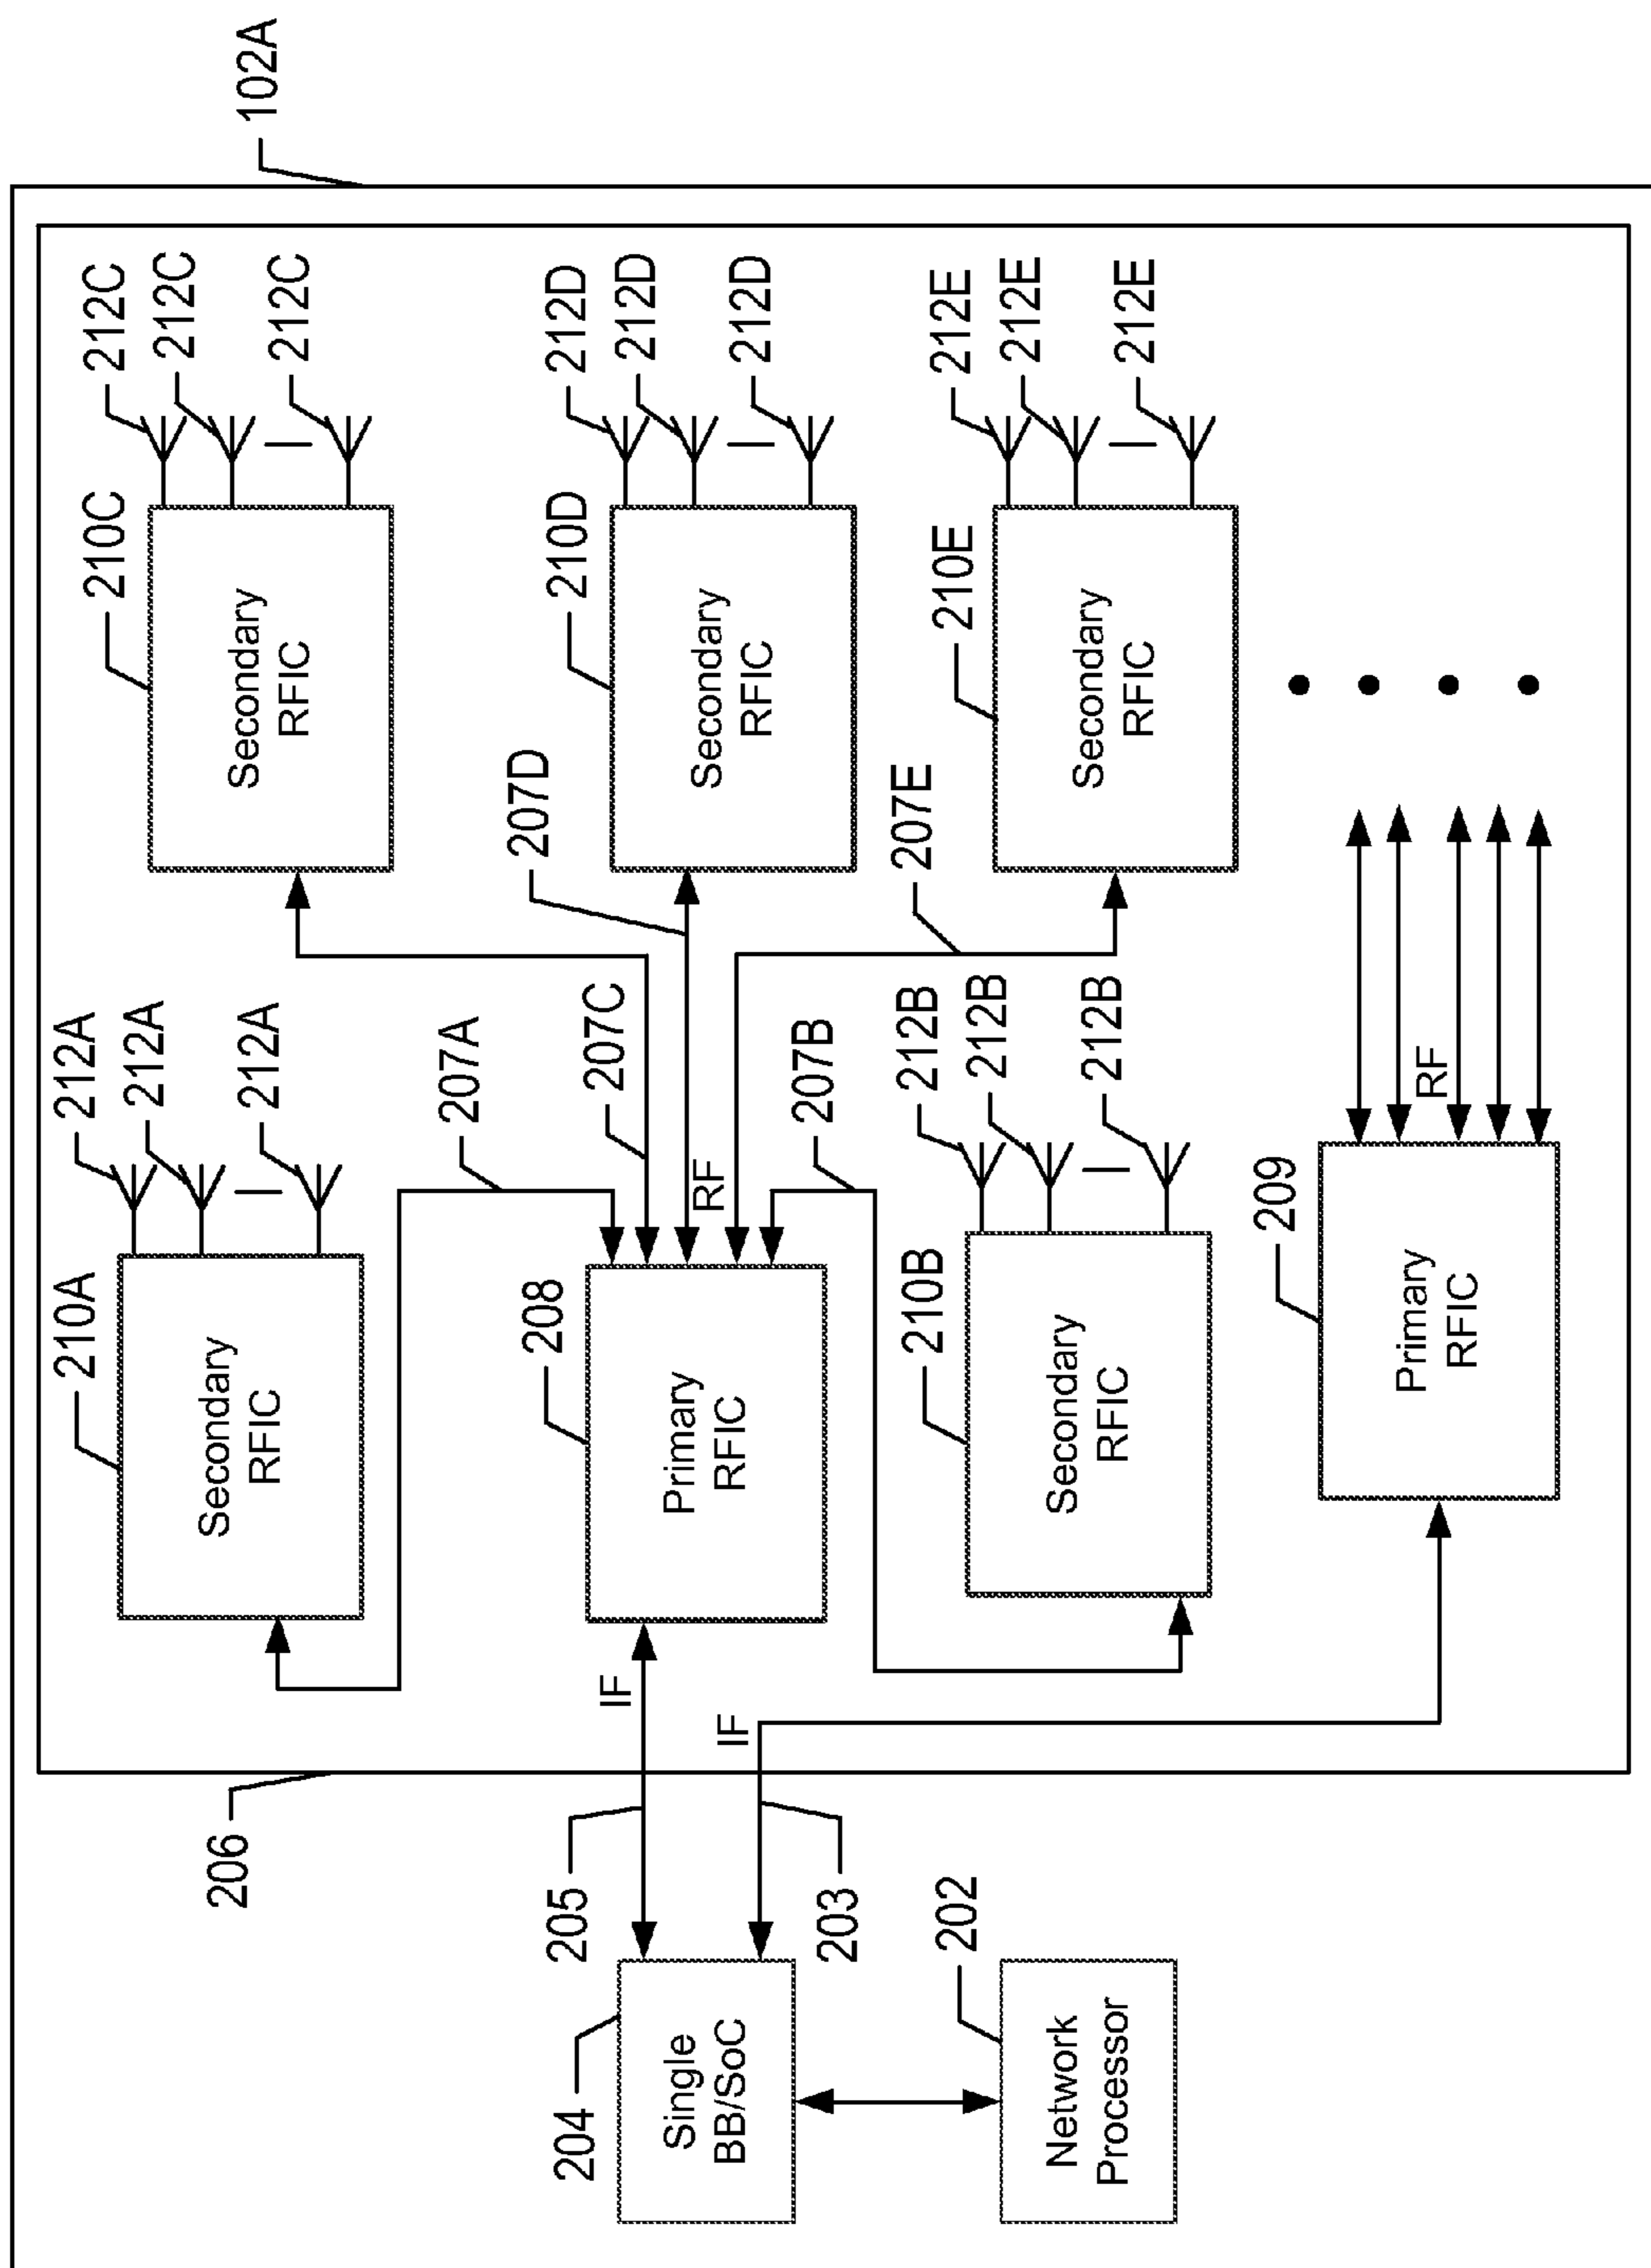 102A
212C
212C
212C
210C
Secondary
RFIC
212D
212D
212D
210D
Secondary
RFIC
212E
212E
212E
210E
Secondary
RFIC
207D
207E
212A
212A
212A
210A
Secondary
RFIC
207A
207C
RF
207B
208
Primary
RFIC
212B
212B
212B
210B
Secondary
RFIC
RF
209
Primary
RFIC
IF
IF
206
205
203
204
Single
BB/SoC
202
Network
Processor